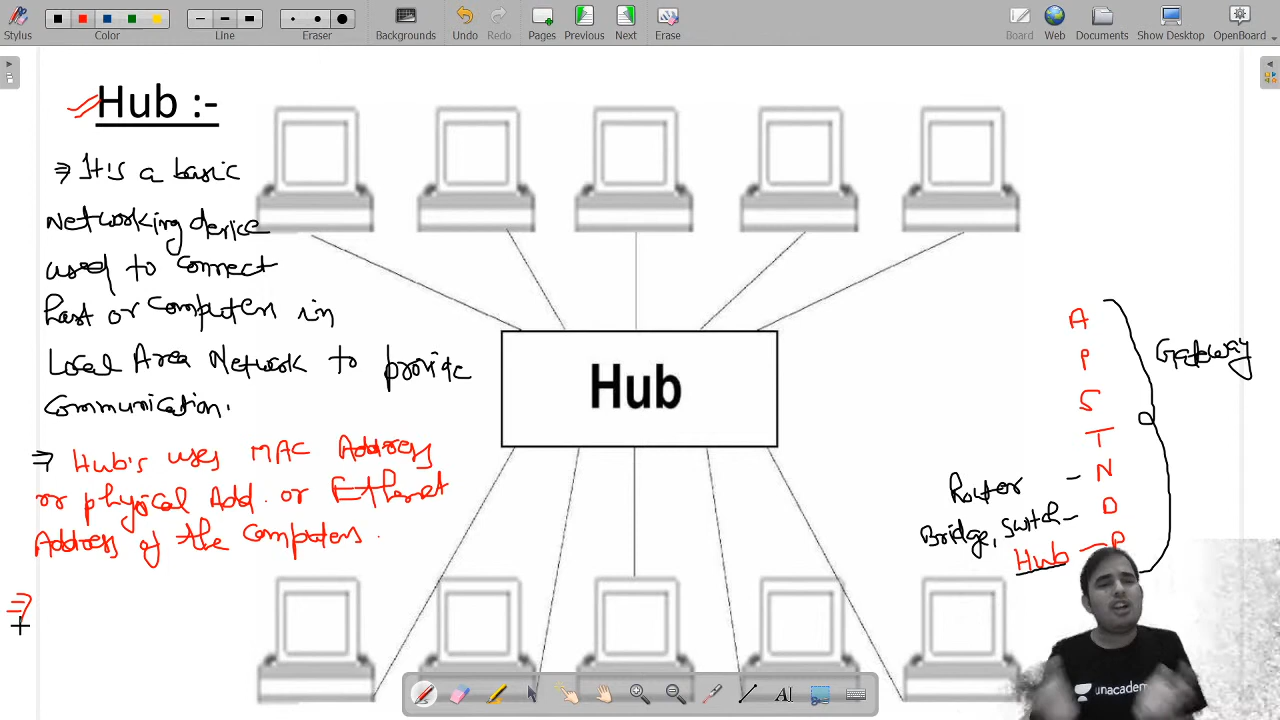 Stylus
Color
Line
Eraser
Backgrounds
Undo
Redo
Pages
Previous
Next
Erase
Board
Web
Documents
Show Desktop
OpenBoard
Hub :-
⇒ It's a basic
Networking device
used to connect
host or computers in
Local Area Network to provide
communication.
⇒ Hub's uses MAC Address
or physical Add. or Ethernet
Address of the computers.
⇒
Hub
A
P
S
T
Router - N
Bridge, Switch - D
Hub - P
Gateway
unacademy